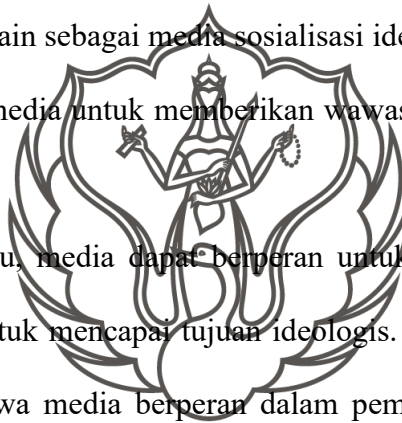 ain sebagai media sosialisasi ide
media untuk memberikan wawas
u, media dapat berperan untuk
tuk mencapai tujuan ideologis.
wa media berperan dalam pem